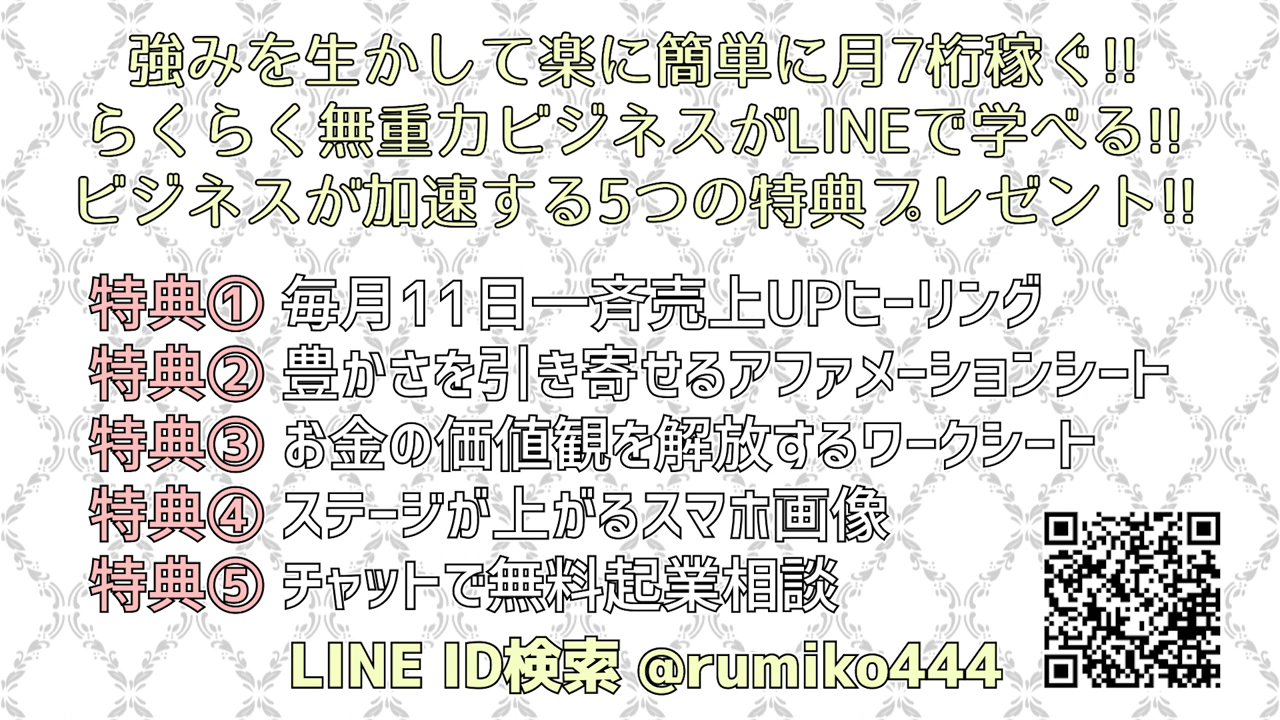 強みを生かして楽に簡単に月7桁稼ぐ!!
らくらく無重力ビジネスがLINEで学べる!!
ビジネスが加速する5つの特典プレゼント!!
特典① 毎月11日一斉売上UPヒーリング
特典② 豊かさを引き寄せるアファメーションシート
特典③ お金の価値観を解放するワークシート
特典④ ステージが上がるスマホ画像
特典⑤ チャットで無料起業相談
LINE ID検索 @rumiko444